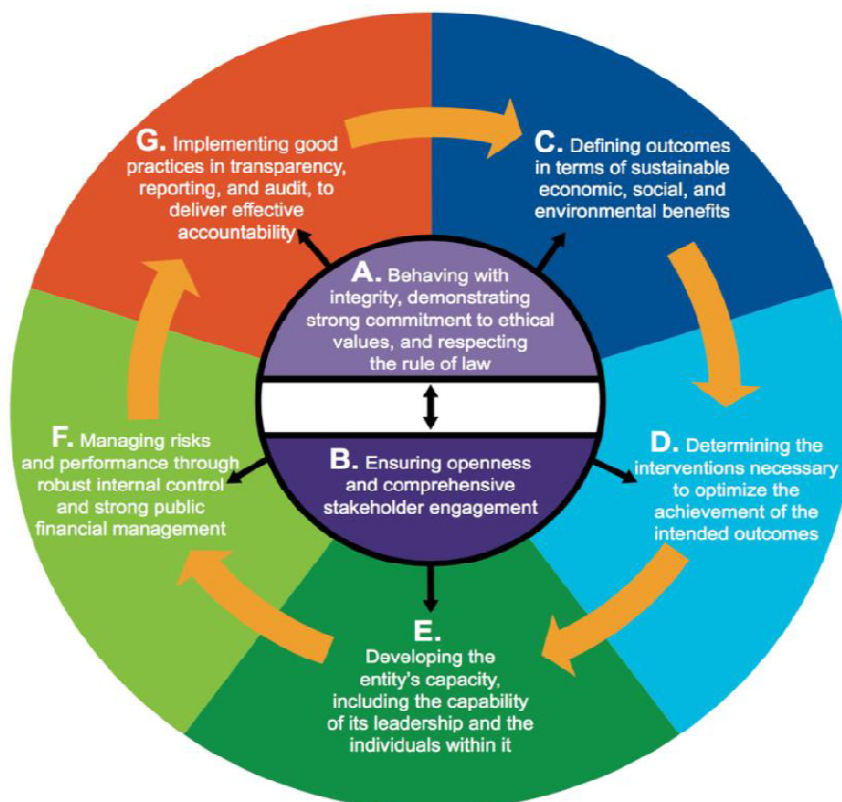 G. Implementing good
practices in transparency,
reporting, and audit, to
deliver effective
accountability
C. Defining outcomes
in terms of sustainable
economic, social, and
environmental benefits
A. Behaving with
integrity, demonstrating
strong commitment to ethical
values, and respecting
the rule of law
F. Managing risks
and performance through
robust internal control
and strong public
financial management
B. Ensuring openness
and comprehensive
stakeholder engagement
D. Determining the
interventions necessary
to optimize the
achievement of the
intended outcomes
E.
Developing the
entity's capacity,
including the capability
of its leadership and the
individuals within it